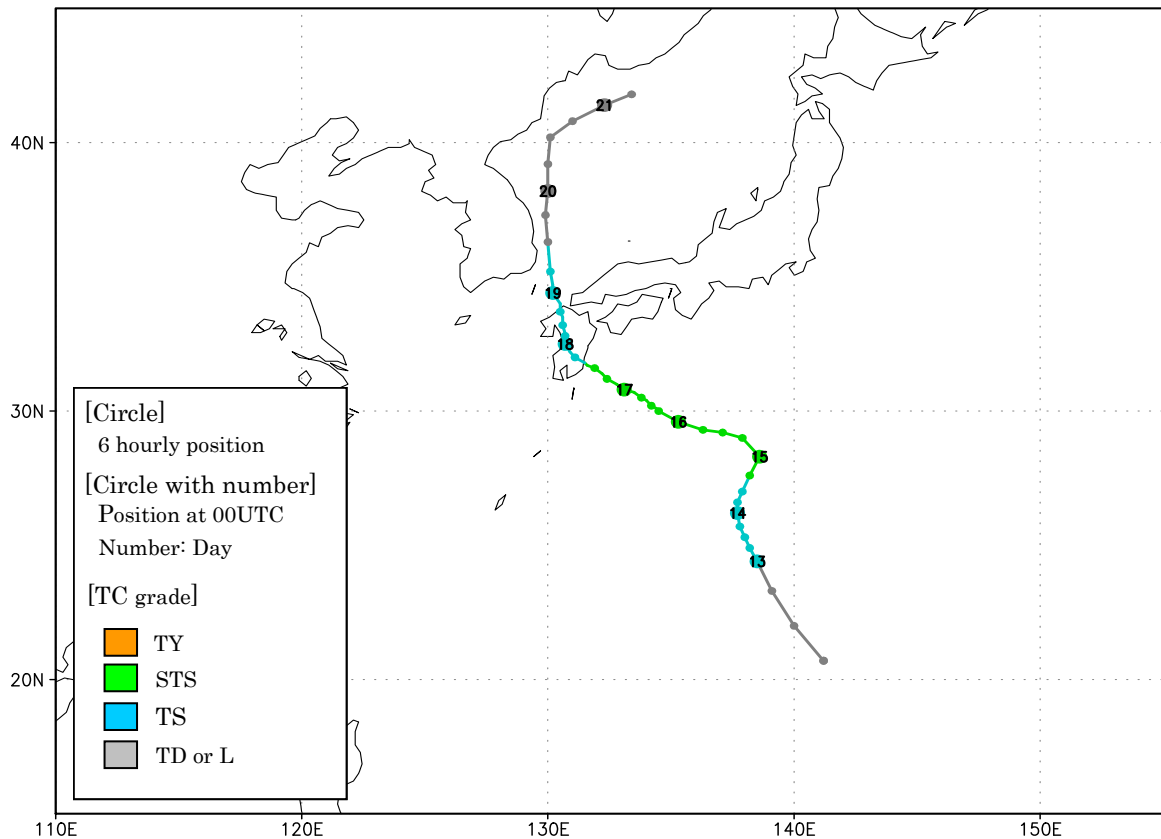 21
40N
20
19
18
17
16
30N
15
14
13
20N
[Circle]
6 hourly position
[Circle with number]
Position at 00UTC
Number: Day
[TC grade]
TY
STS
TS
TD or L
110E 120E 130E 140E 150E